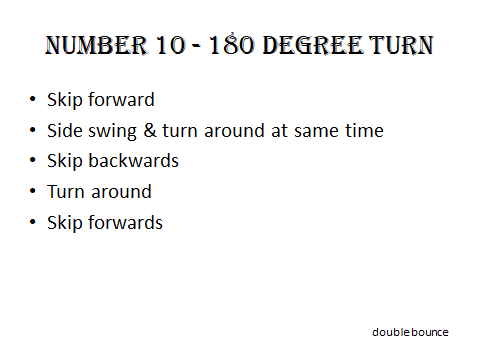 NUMBER 10 - 180 DEGREE TURN
• Skip forward
• Side swing & turn around at same time
• Skip backwards
• Turn around
• Skip forwards
double bounce